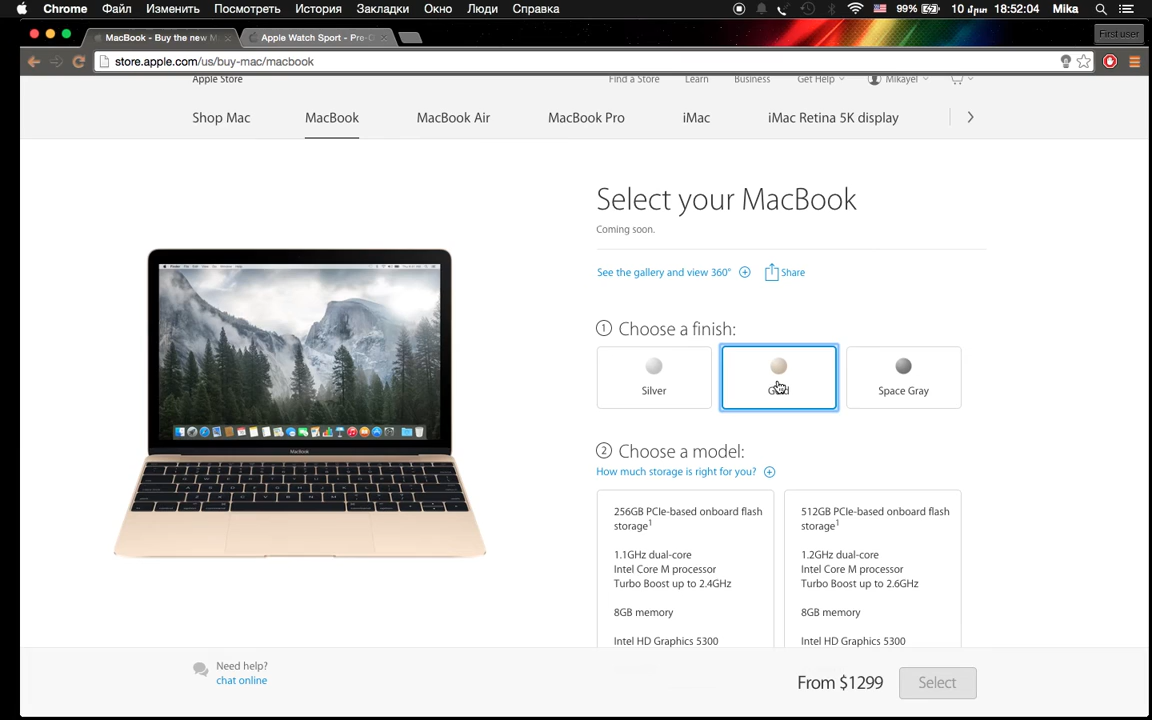 Chrome Файл Изменить Посмотреть История Закладки Окно Люди Справка 99% 10 մրտ 18:52:04 Mika
MacBook - Buy the new M
Apple Watch Sport - Pre-O
First user
store.apple.com/us/buy-mac/macbook
Apple Store Find a Store Learn Business Get Help Mikayel
Shop Mac MacBook MacBook Air MacBook Pro iMac iMac Retina 5K display
Select your MacBook
Coming soon.
See the gallery and view 360° Share
1 Choose a finish:
Silver Gold Space Gray
2 Choose a model:
How much storage is right for you?
256GB PCIe-based onboard flash
storage1
1.1GHz dual-core
Intel Core M processor
Turbo Boost up to 2.4GHz
8GB memory
Intel HD Graphics 5300
512GB PCIe-based onboard flash
storage1
1.2GHz dual-core
Intel Core M processor
Turbo Boost up to 2.6GHz
8GB memory
Intel HD Graphics 5300
MacBook
Need help?
chat online
From $1299 Select